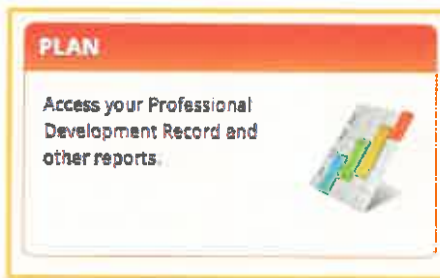 PLAN
Access your Professional
Development Record and
other reports.